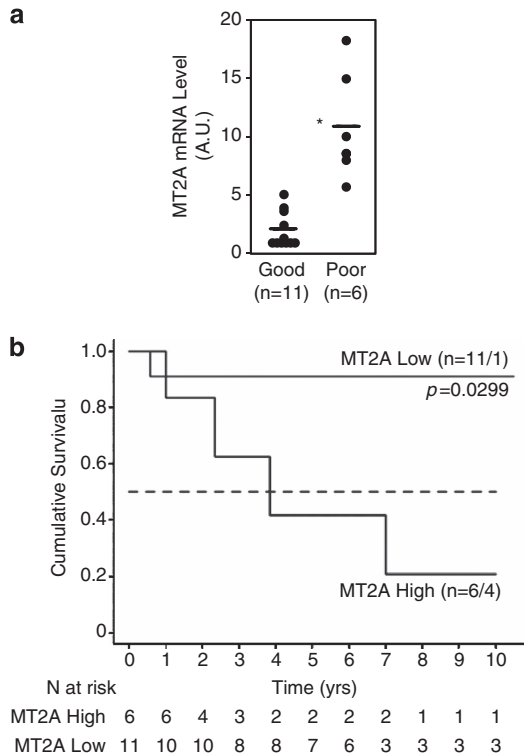 a
20
15
10
5
0
MT2A mRNA Level
(A.U.)
*
Good
(n=11)
Poor
(n=6)
b
1.0
0.8
0.6
0.4
0.2
0
Cumulative Survivalu
MT2A Low (n=11/1)
p=0.0299
MT2A High (n=6/4)
0 1 2 3 4 5 6 7 8 9 10
N at risk Time (yrs)
MT2A High 6 6 4 3 2 2 2 2 1 1 1
MT2A Low 11 10 10 8 8 7 6 3 3 3 3